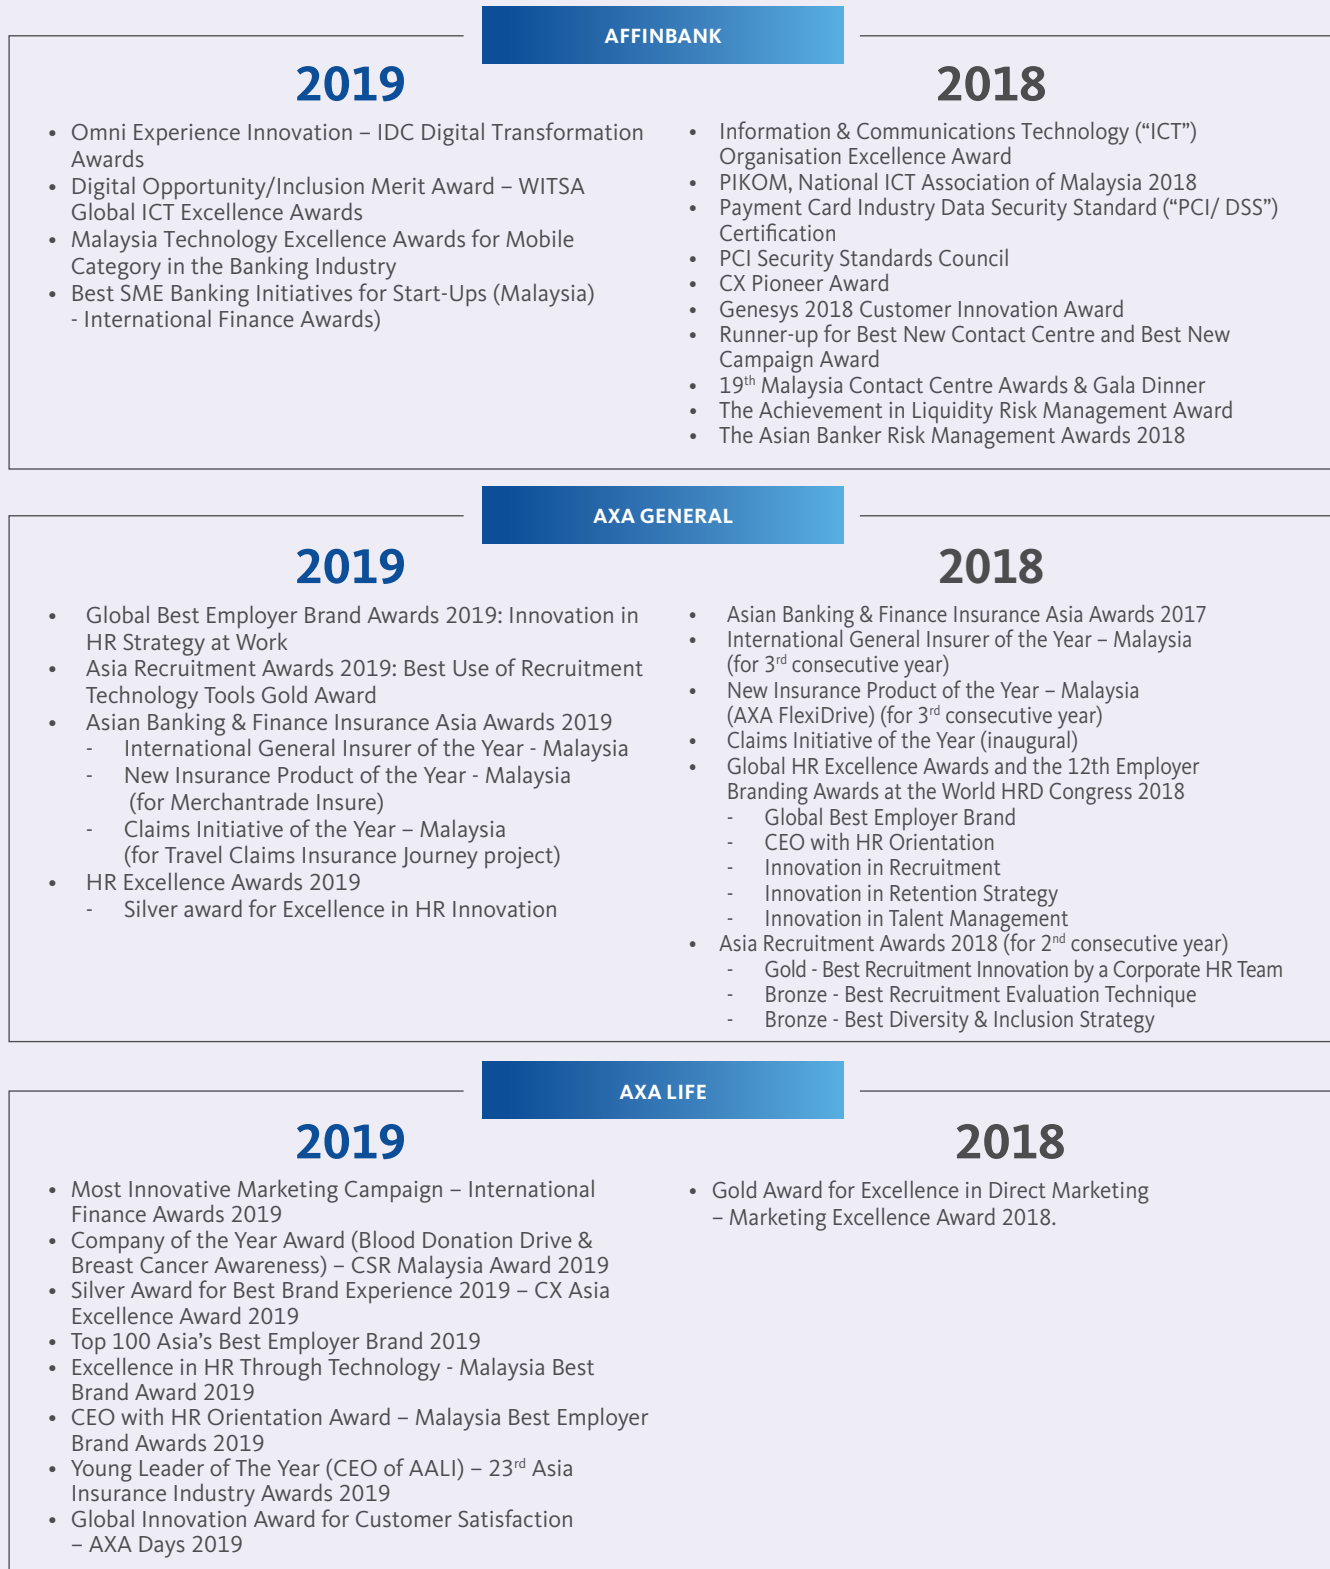 AFFINBANK
2019
• Omni Experience Innovation – IDC Digital Transformation
Awards
• Digital Opportunity/Inclusion Merit Award – WITSA
Global ICT Excellence Awards
• Malaysia Technology Excellence Awards for Mobile
Category in the Banking Industry
• Best SME Banking Initiatives for Start-Ups (Malaysia)
- International Finance Awards)
2018
• Information & Communications Technology (“ICT”)
Organisation Excellence Award
• PIKOM, National ICT Association of Malaysia 2018
• Payment Card Industry Data Security Standard (“PCI/ DSS”)
Certification
• PCI Security Standards Council
• CX Pioneer Award
• Genesys 2018 Customer Innovation Award
• Runner-up for Best New Contact Centre and Best New
Campaign Award
• 19th Malaysia Contact Centre Awards & Gala Dinner
• The Achievement in Liquidity Risk Management Award
• The Asian Banker Risk Management Awards 2018
AXA GENERAL
2019
• Global Best Employer Brand Awards 2019: Innovation in
HR Strategy at Work
• Asia Recruitment Awards 2019: Best Use of Recruitment
Technology Tools Gold Award
• Asian Banking & Finance Insurance Asia Awards 2019
- International General Insurer of the Year - Malaysia
- New Insurance Product of the Year - Malaysia
(for Merchantrade Insure)
- Claims Initiative of the Year – Malaysia
(for Travel Claims Insurance Journey project)
• HR Excellence Awards 2019
- Silver award for Excellence in HR Innovation
2018
• Asian Banking & Finance Insurance Asia Awards 2017
• International General Insurer of the Year – Malaysia
(for 3rd consecutive year)
• New Insurance Product of the Year – Malaysia
(AXA FlexiDrive) (for 3rd consecutive year)
• Claims Initiative of the Year (inaugural)
• Global HR Excellence Awards and the 12th Employer
Branding Awards at the World HRD Congress 2018
- Global Best Employer Brand
- CEO with HR Orientation
- Innovation in Recruitment
- Innovation in Retention Strategy
- Innovation in Talent Management
• Asia Recruitment Awards 2018 (for 2nd consecutive year)
- Gold - Best Recruitment Innovation by a Corporate HR Team
- Bronze - Best Recruitment Evaluation Technique
- Bronze - Best Diversity & Inclusion Strategy
AXA LIFE
2019
• Most Innovative Marketing Campaign – International
Finance Awards 2019
• Company of the Year Award (Blood Donation Drive &
Breast Cancer Awareness) – CSR Malaysia Award 2019
• Silver Award for Best Brand Experience 2019 – CX Asia
Excellence Award 2019
• Top 100 Asia’s Best Employer Brand 2019
• Excellence in HR Through Technology - Malaysia Best
Brand Award 2019
• CEO with HR Orientation Award – Malaysia Best Employer
Brand Awards 2019
• Young Leader of The Year (CEO of AALI) – 23rd Asia
Insurance Industry Awards 2019
• Global Innovation Award for Customer Satisfaction
– AXA Days 2019
2018
• Gold Award for Excellence in Direct Marketing
– Marketing Excellence Award 2018.